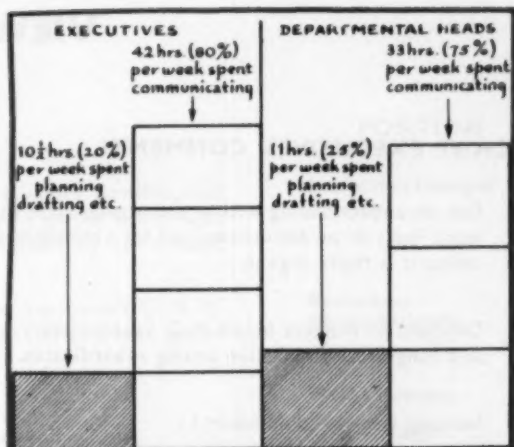 EXECUTIVES
42 hrs. (80%)
per week spent
communicating
10½ hrs. (20%)
per week spent
planning
drafting etc.
DEPARTMENTAL HEADS
33 hrs. (75%)
per week spent
communicating
11 hrs. (25%)
per week spent
planning
drafting etc.